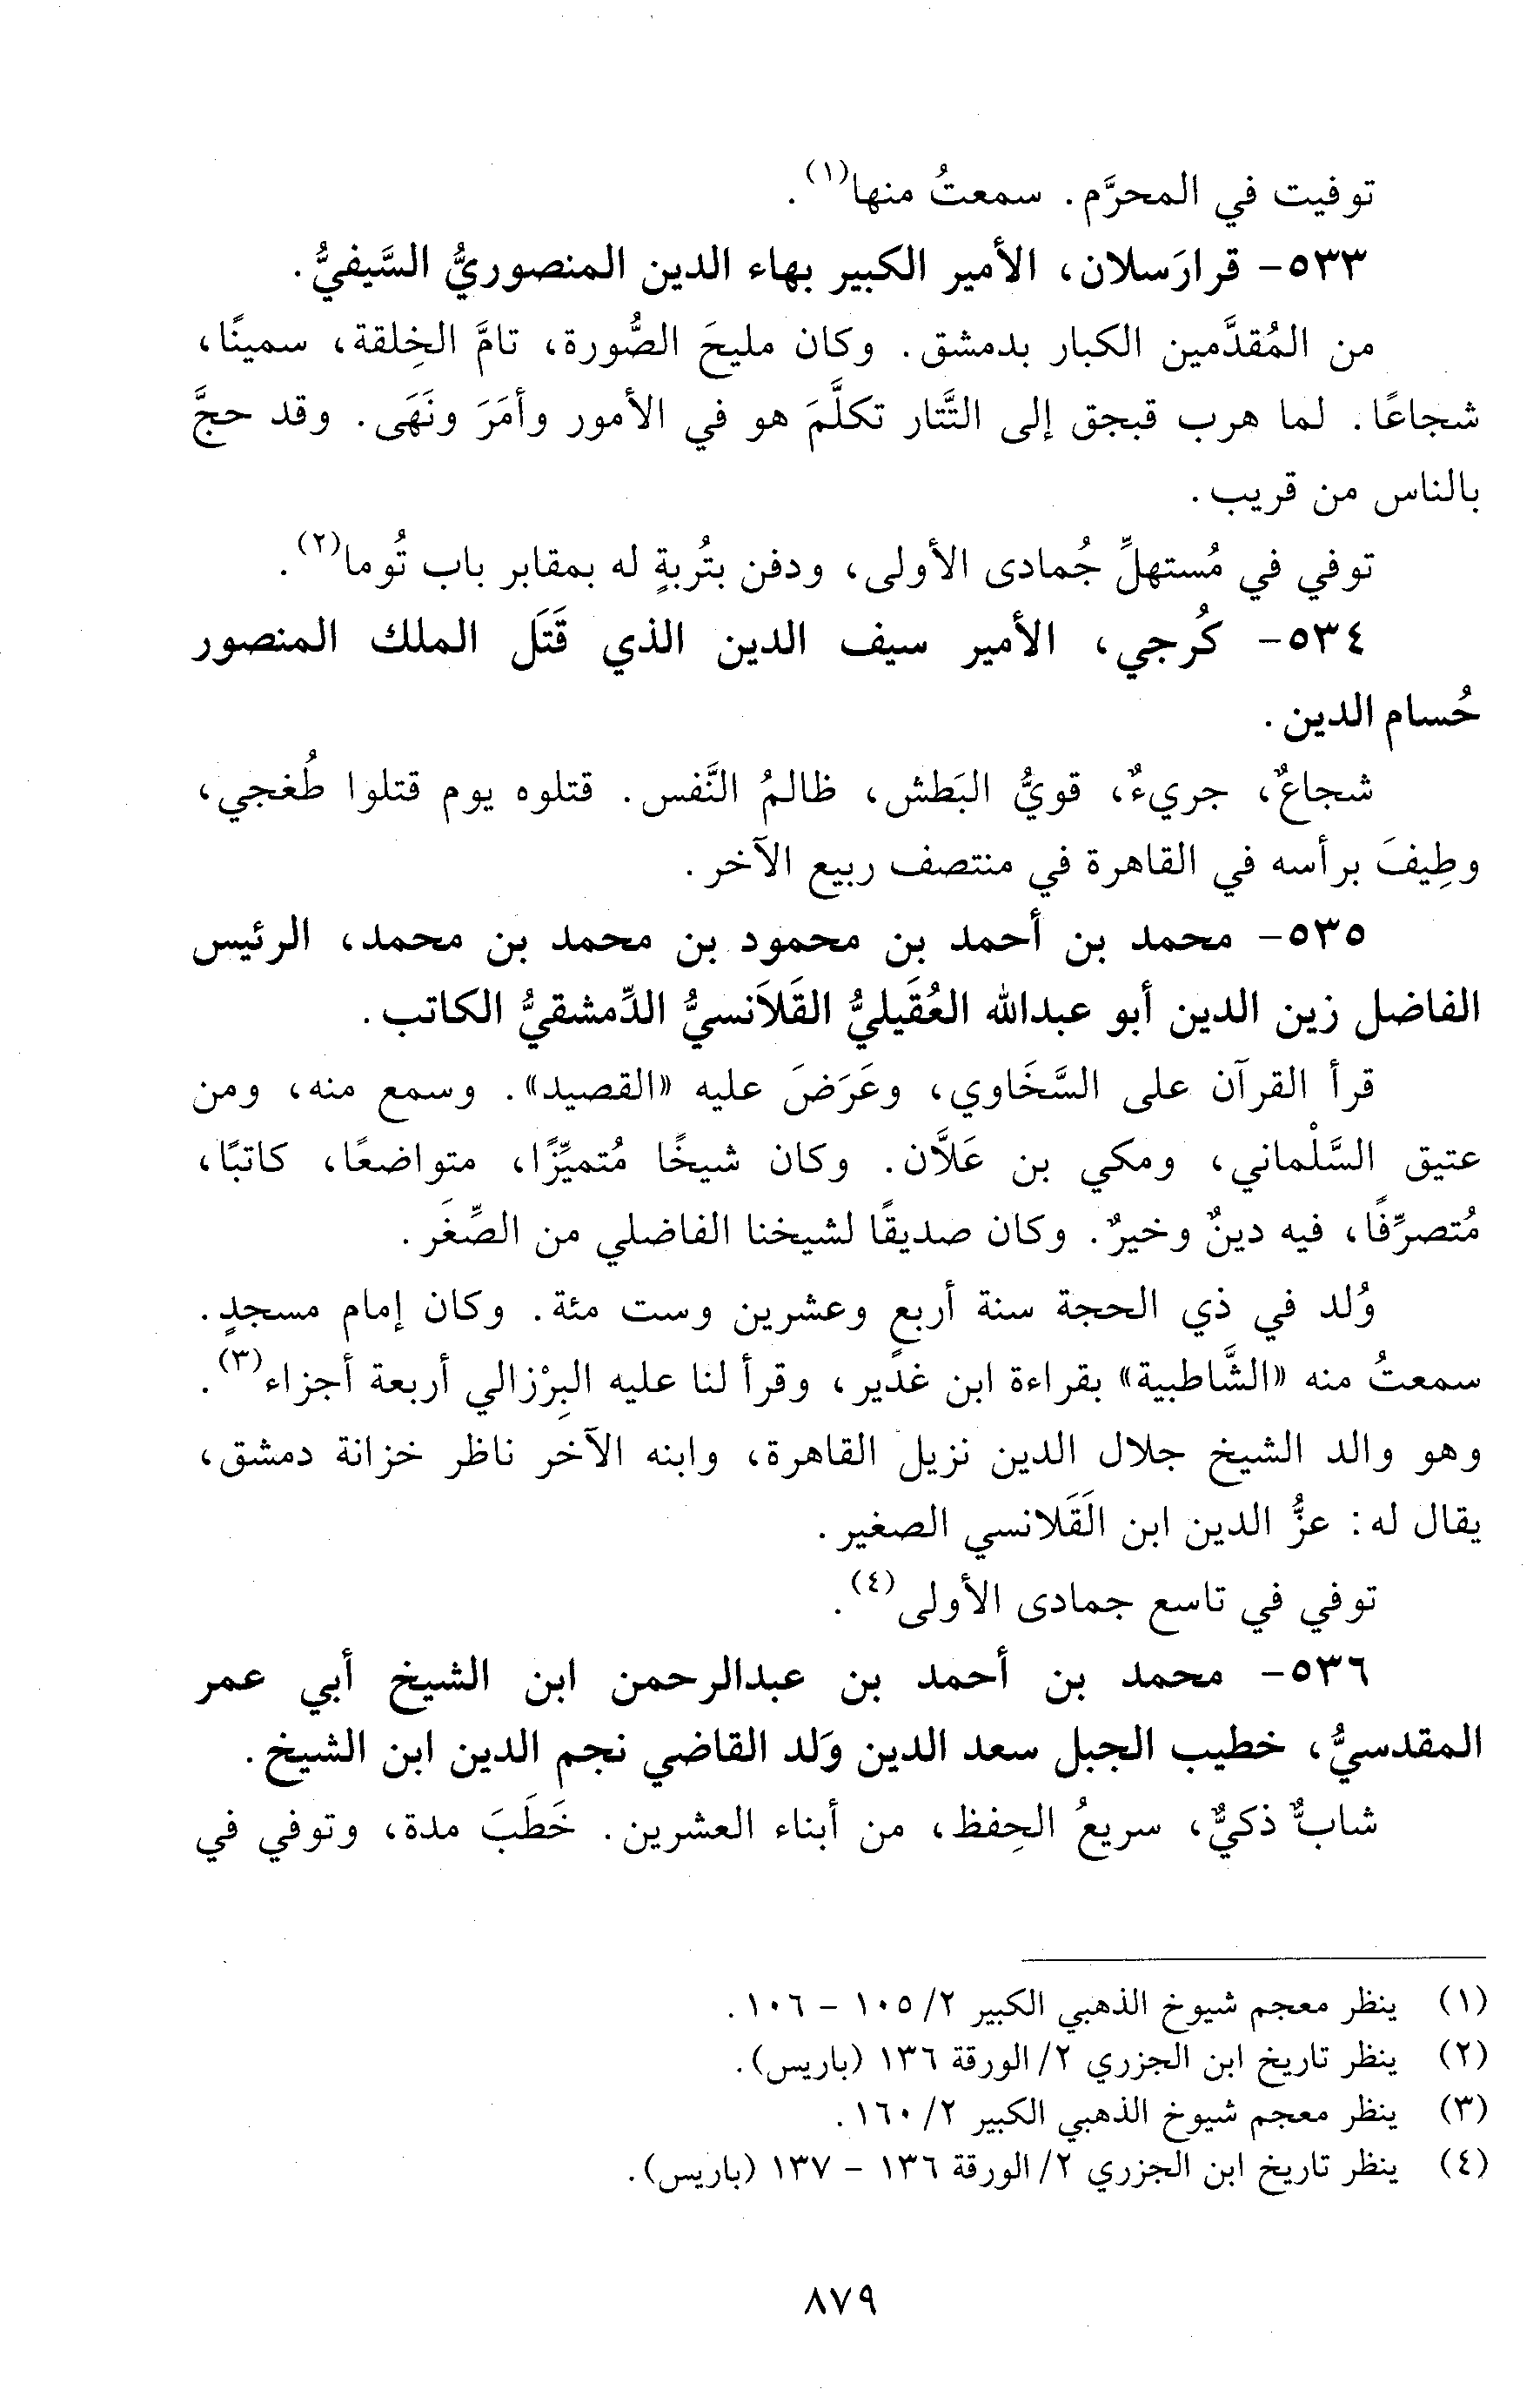 توفيت في المحرَّم. سمعتُ منها(١).
٥٣٣- قرارَسلان، الأمير الكبير بهاء الدين المنصوريُّ السَّيفيُّ.
من المُقدَّمين الكبار بدمشق. وكان مليحَ الصُّورة، تامَّ الخِلقة، سمينًا،
شجاعًا. لما هرب قبجق إلى التَّتار تكلَّمَ هو في الأمور وأمَرَ ونَهَى. وقد حجَّ
بالناس من قريب.
توفي في مُستهلِّ جُمادى الأولى، ودفن بتُربةٍ له بمقابر باب تُوما(٢).
٥٣٤- كُرجي، الأمير سيف الدين الذي قَتَل الملك المنصور
حُسام الدين.
شجاعٌ، جريءٌ، قويُّ البَطش، ظالمُ النَّفس. قتلوه يوم قتلوا طُغجي،
وطِيفَ برأسه في القاهرة في منتصف ربيع الآخر.
٥٣٥- محمد بن أحمد بن محمود بن محمد بن محمد، الرئيس
الفاضل زين الدين أبو عبدالله العُقَيليُّ القَلاَنسيُّ الدِّمشقيُّ الكاتب.
قرأ القرآن على السَّخَاوي، وعَرَضَ عليه «القصيد». وسمع منه، ومن
عتيق السَّلْماني، ومكي بن عَلاَّن. وكان شيخًا مُتميِّزًا، متواضعًا، كاتبًا،
مُتصرِّفًا، فيه دينٌ وخيرٌ. وكان صديقًا لشيخنا الفاضلي من الصِّغَر.
وُلد في ذي الحجة سنة أربعٍ وعشرين وست مئة. وكان إمام مسجدٍ.
سمعتُ منه «الشَّاطبية» بقراءة ابن غدير، وقرأ لنا عليه البِرْزالي أربعة أجزاء(٣).
وهو والد الشيخ جلال الدين نزيل القاهرة، وابنه الآخر ناظر خزانة دمشق،
يقال له: عزُّ الدين ابن القَلانسي الصغير.
توفي في تاسع جمادى الأولى(٤).
٥٣٦- محمد بن أحمد بن عبدالرحمن ابن الشيخ أبي عمر
المقدسيُّ، خطيب الجبل سعد الدين وَلد القاضي نجم الدين ابن الشيخ.
شابٌّ ذكيٌّ، سريعُ الحِفظ، من أبناء العشرين. خَطَبَ مدة، وتوفي في
(١) ينظر معجم شيوخ الذهبي الكبير ٢/ ١٠٥ - ١٠٦.
(٢) ينظر تاريخ ابن الجزري ٢/ الورقة ١٣٦ (باريس).
(٣) ينظر معجم شيوخ الذهبي الكبير ٢/ ١٦٠.
(٤) ينظر تاريخ ابن الجزري ٢/ الورقة ١٣٦ - ١٣٧ (باريس).
٨٧٩